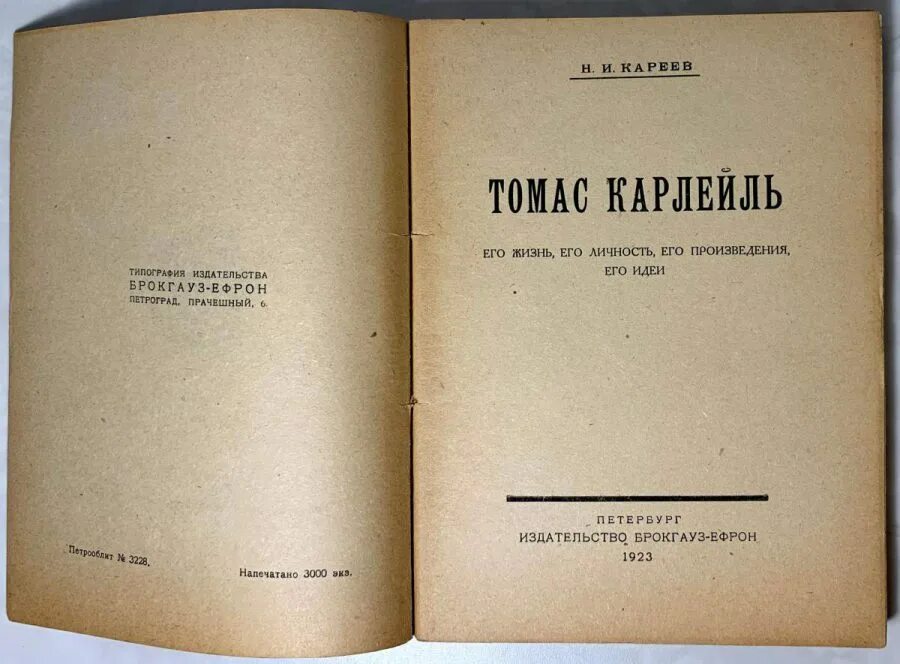 ТИПОГРАФИЯ ИЗДАТЕЛЬСТВА
БРОКГАУЗ-ЕФРОН
ПЕТРОГРАД, ПРАЧЕШНЫЙ, 6.
Петрооблит № 3228.
Напечатано 3000 экз.
Н. И. КАРЕЕВ
ТОМАС КАРЛЕЙЛЬ
ЕГО ЖИЗНЬ, ЕГО ЛИЧНОСТЬ, ЕГО ПРОИЗВЕДЕНИЯ,
ЕГО ИДЕИ
ПЕТЕРБУРГ
ИЗДАТЕЛЬСТВО БРОКГАУЗ-ЕФРОН
1923